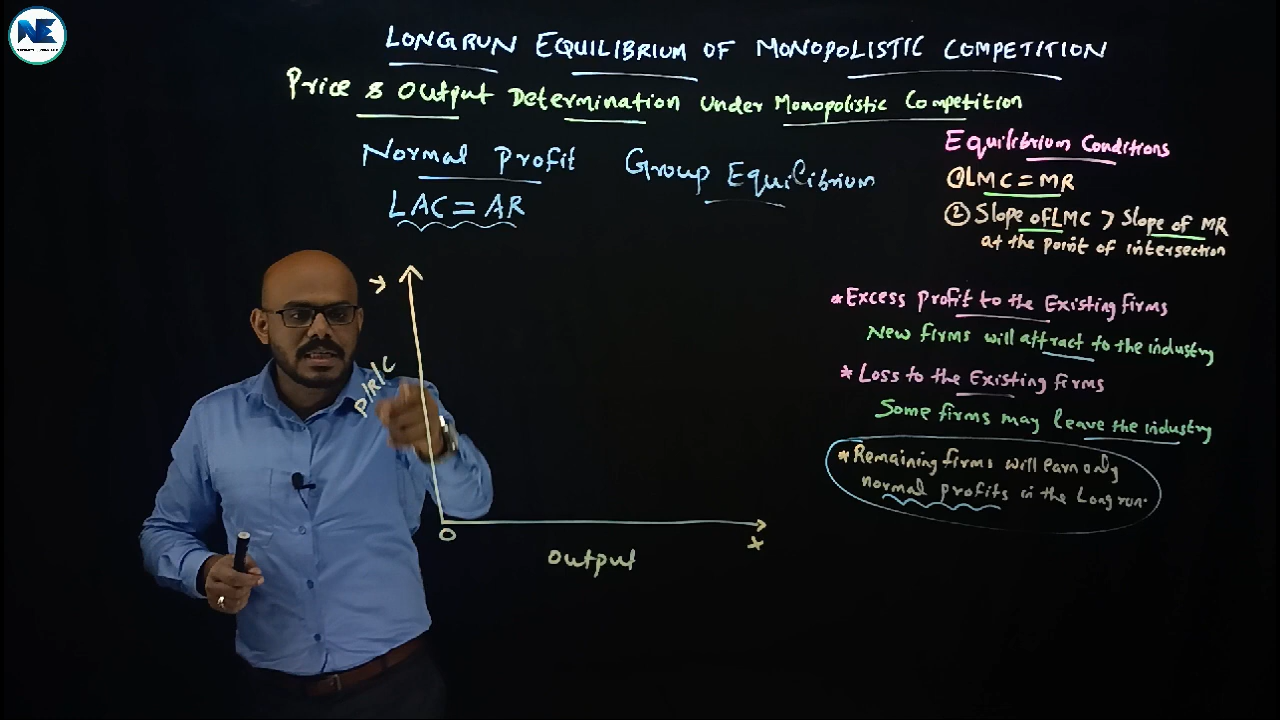 NE
LONGRUN EQUILIBRIUM OF MONOPOLISTIC COMPETITION
Price & Output Determination Under Monopolistic Competition
Normal Profit Group Equilibrium
LAC = AR
Equilibrium Conditions
① LMC = MR
② Slope of LMC > Slope of MR
at the point of intersection
* Excess Profit to the Existing firms
New firms will attract to the industry
* Loss to the Existing firms
Some firms may leave the industry
* Remaining firms will earn only
normal profits in the Long run.
P/R/C
O
X
Output